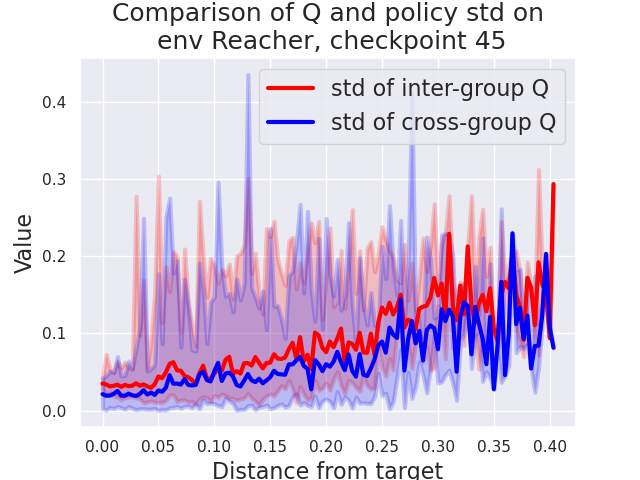 Comparison of Q and policy std on
env Reacher, checkpoint 45
std of inter-group Q
std of cross-group Q
Value
0.4
0.3
0.2
0.1
0.0
0.00 0.05 0.10 0.15 0.20 0.25 0.30 0.35 0.40
Distance from target